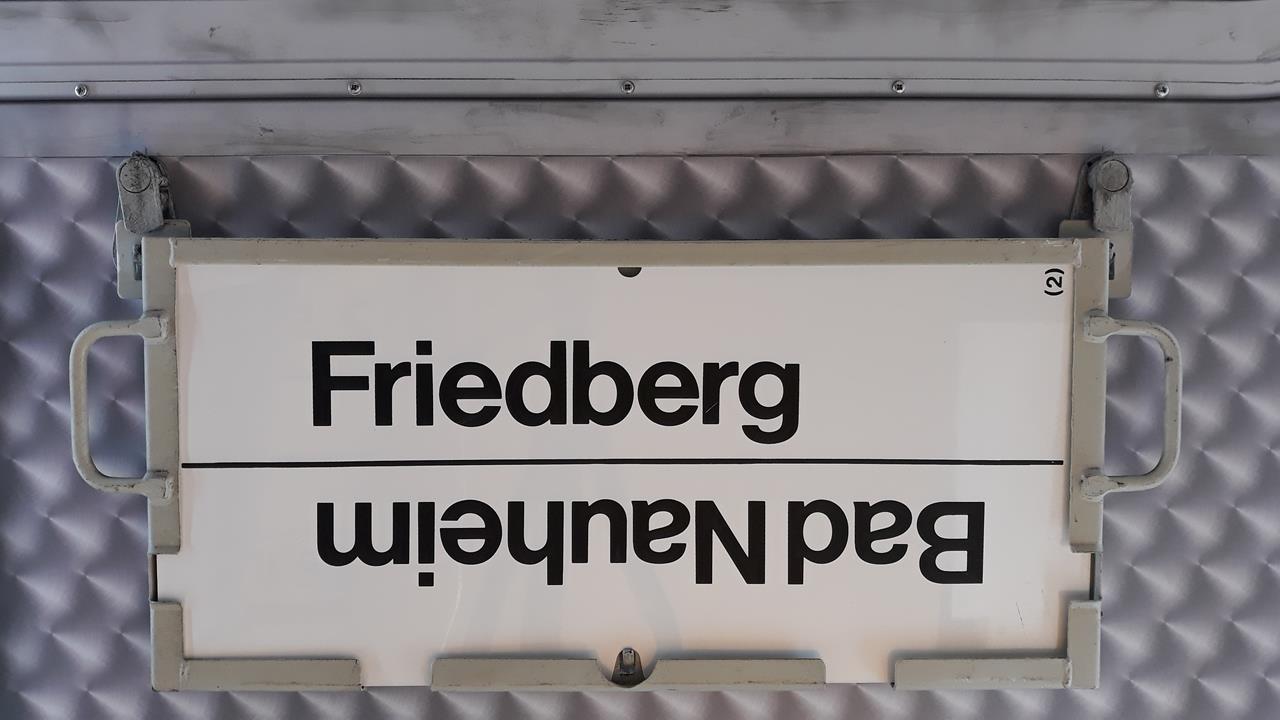 (2)
Friedberg
Bad Nauheim